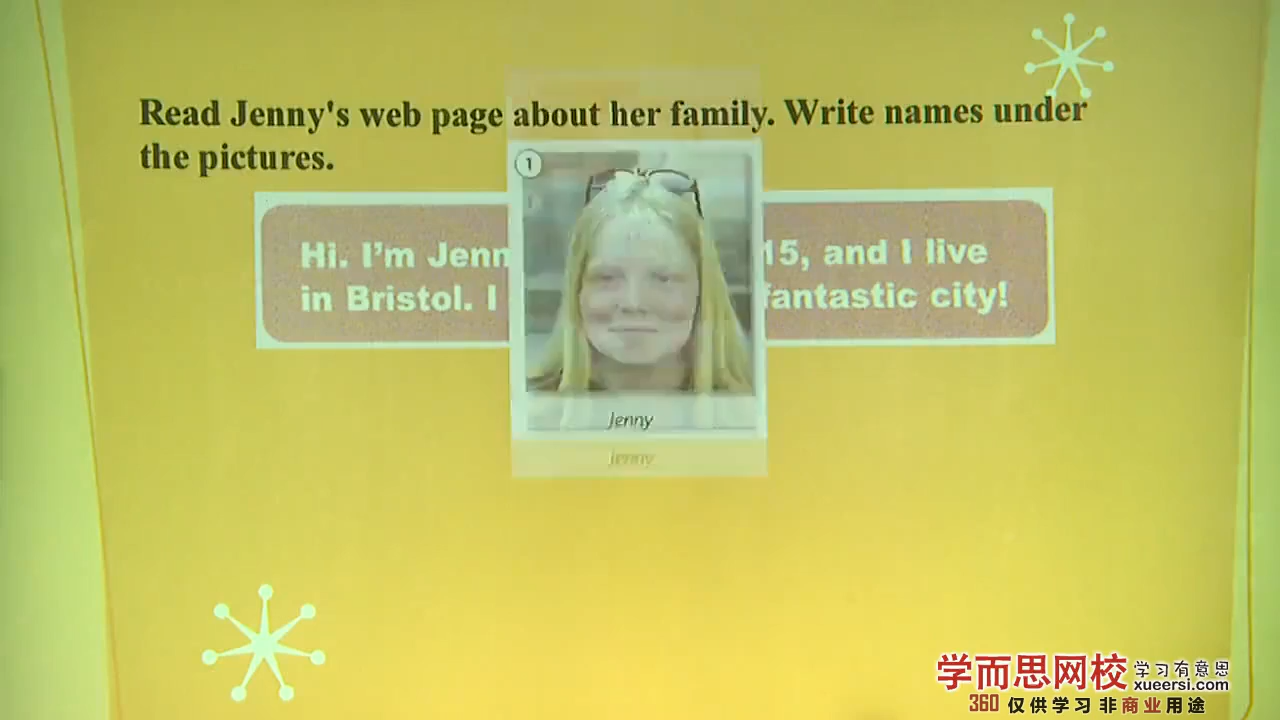 Read Jenny's web page about her family. Write names under
the pictures.
1
Hi. I'm Jenn 15, and I live
in Bristol. I fantastic city!
Jenny
Jenny
学而思网校 学习有意思
xueersi.com
360 仅供学习 非商业用途